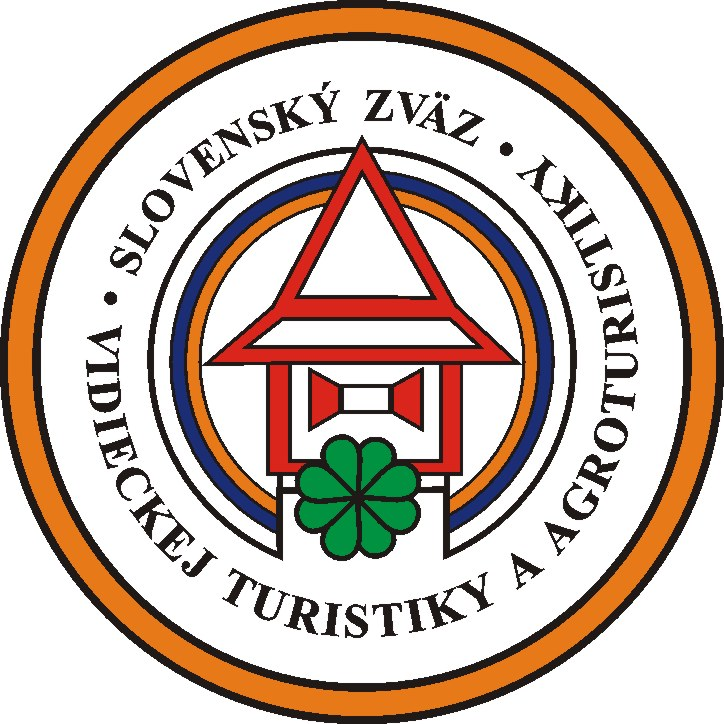 SLOVENSKÝ ZVÄZ
VIDIECKEJ TURISTIKY A AGROTURISTIKY